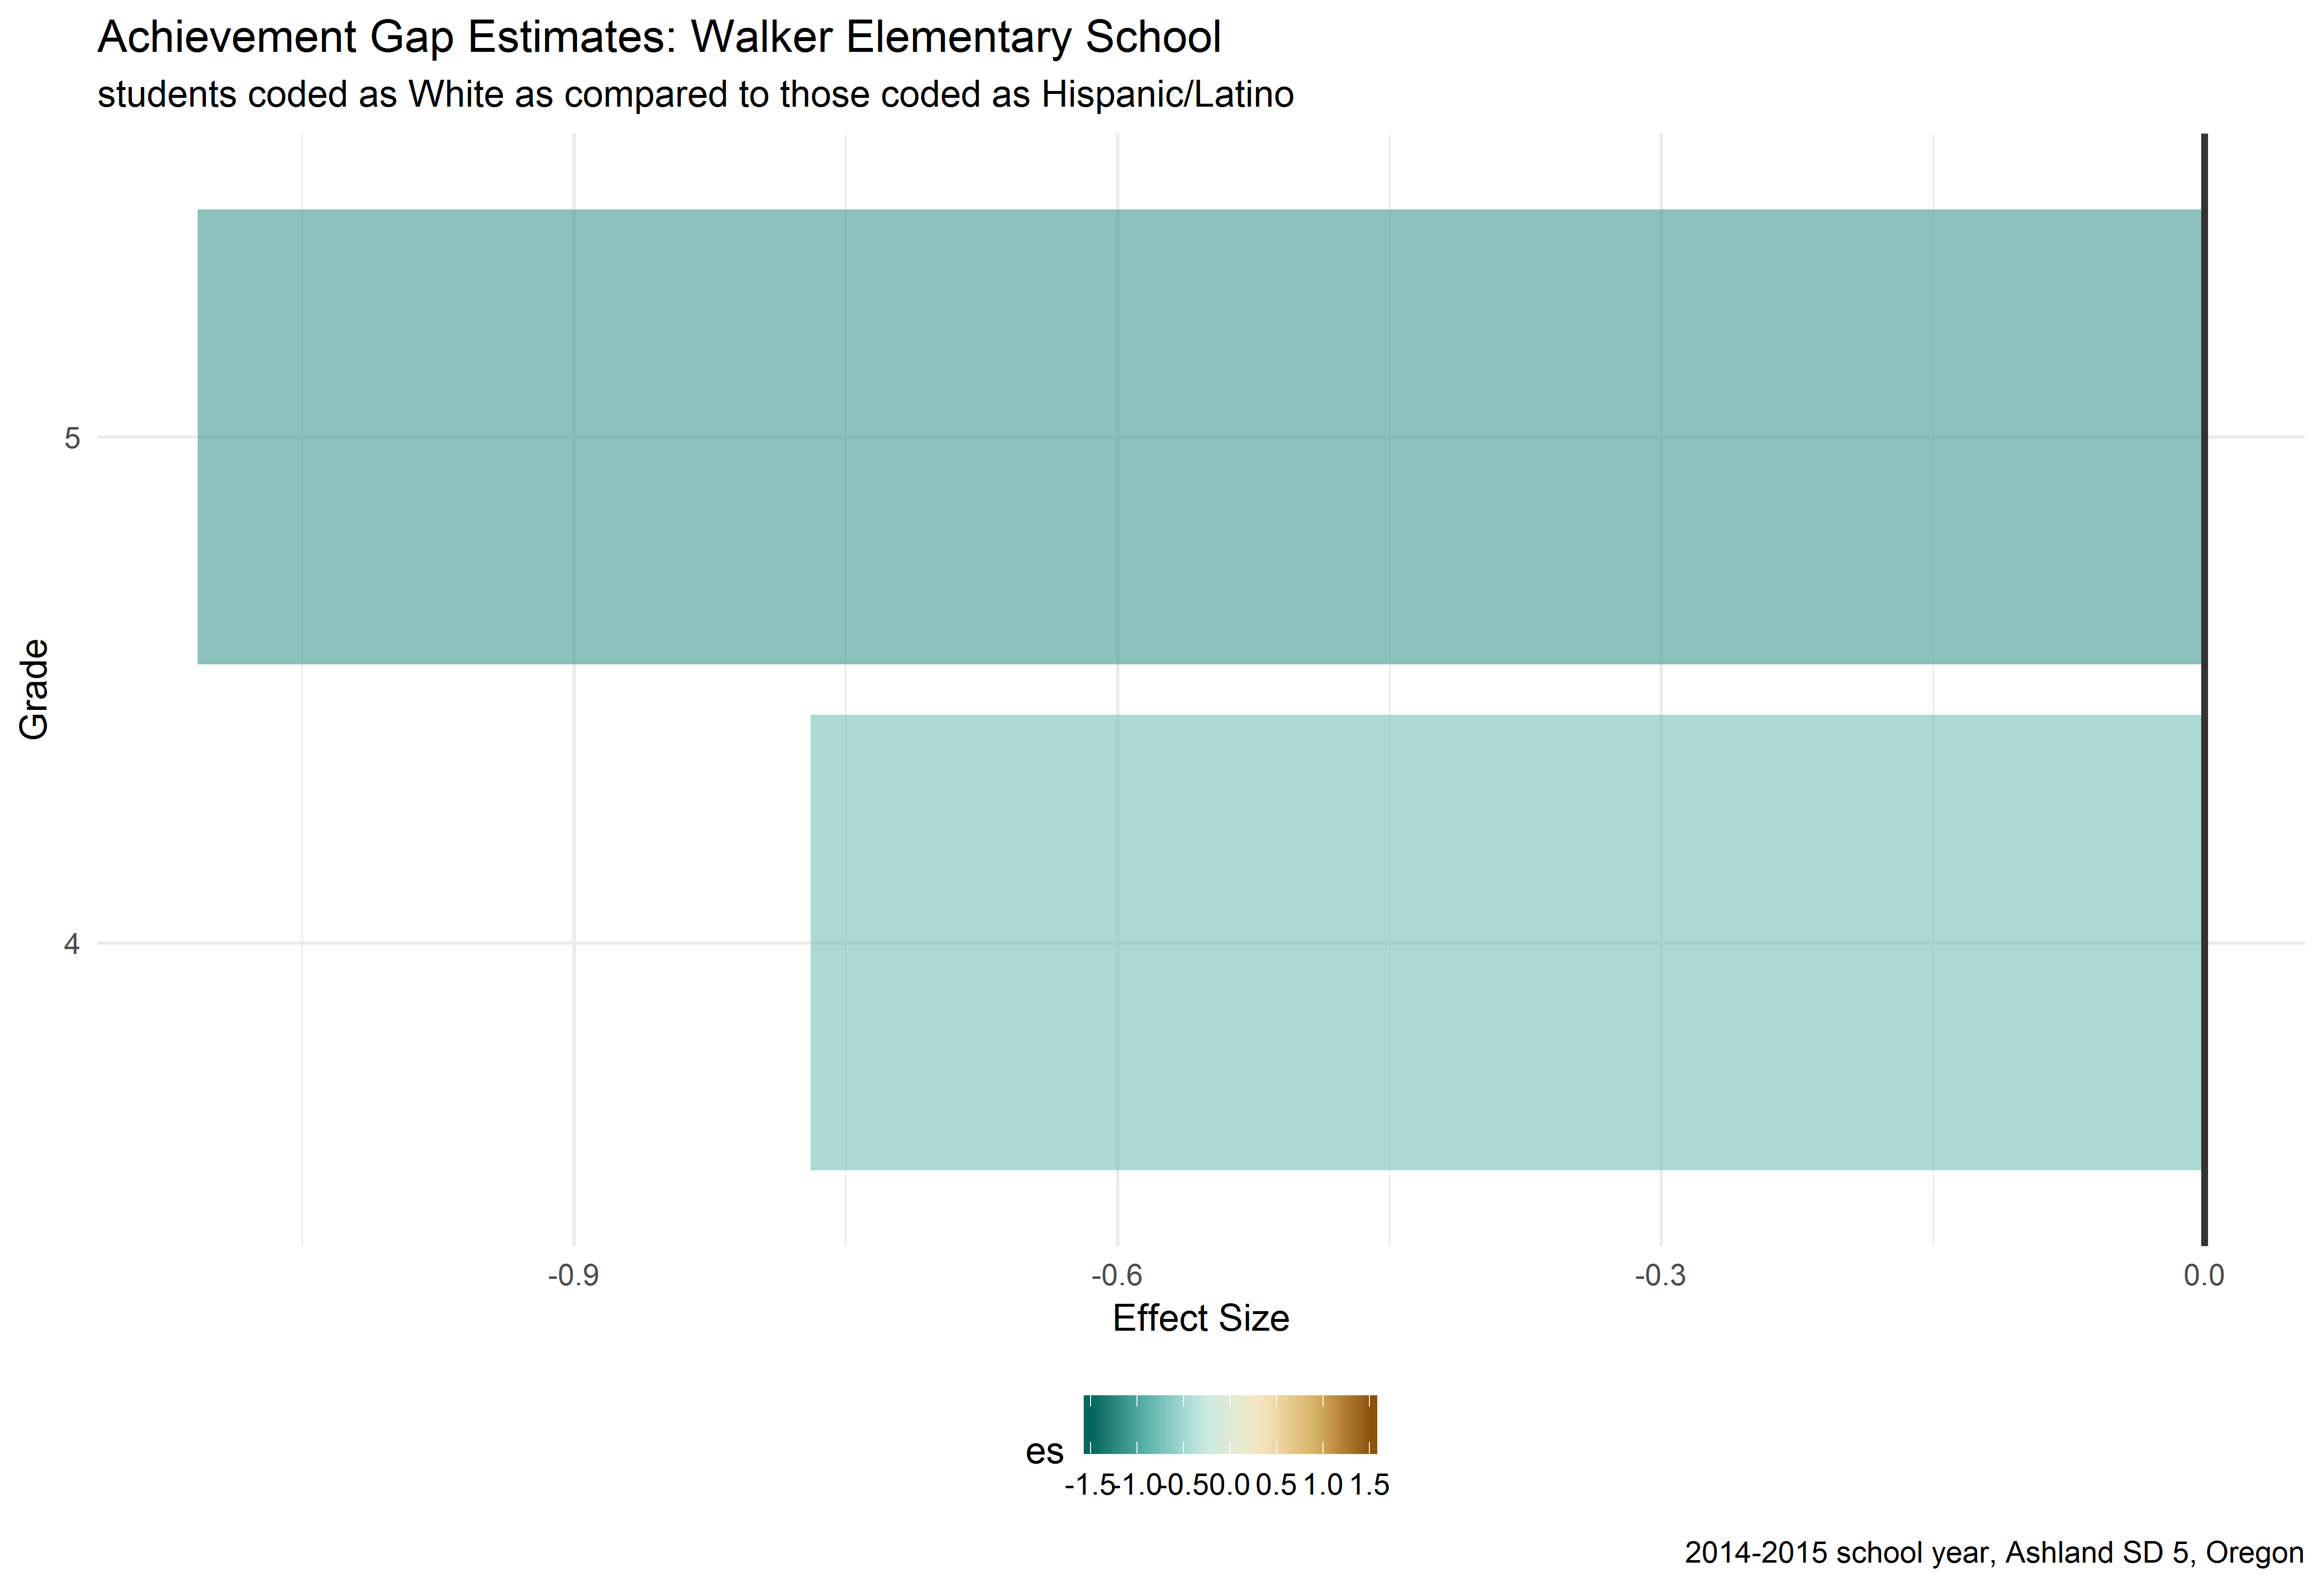 Achievement Gap Estimates: Walker Elementary School
students coded as White as compared to those coded as Hispanic/Latino
Grade
5
4
-0.9 -0.6 -0.3 0.0
Effect Size
es
-1.5 -1.0 -0.5 0.0 0.5 1.0 1.5
2014-2015 school year, Ashland SD 5, Oregon